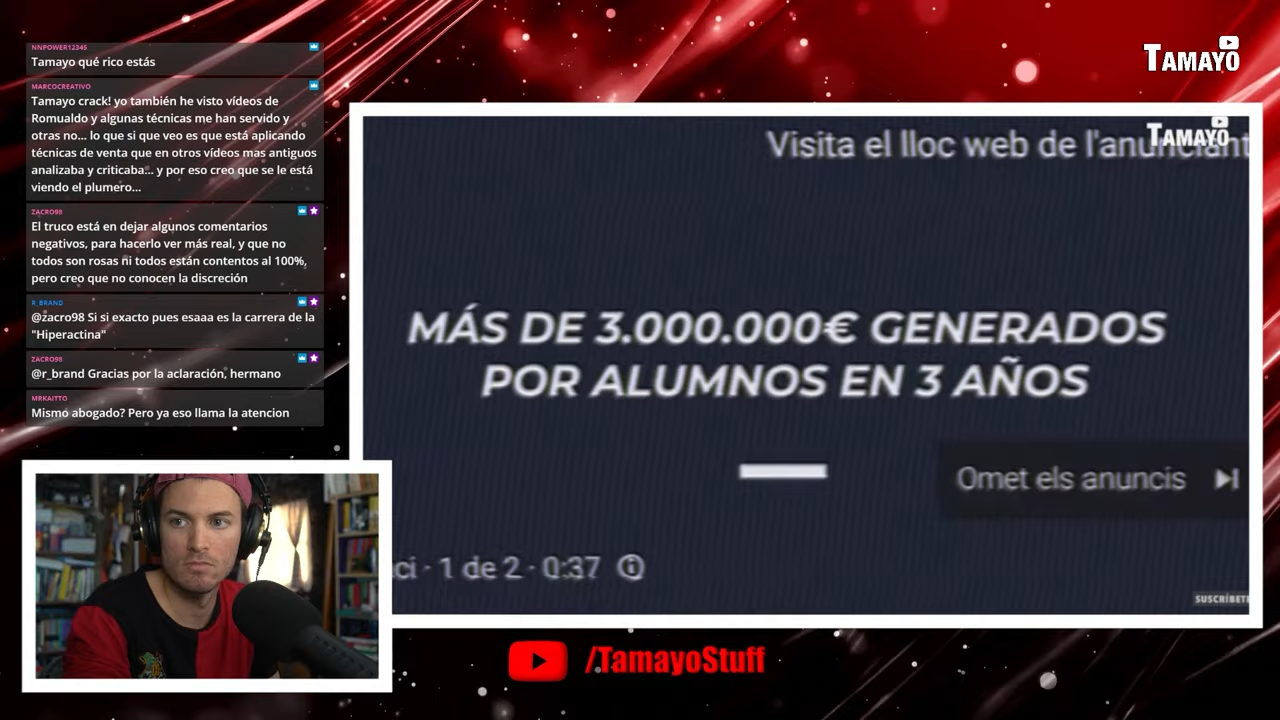 NNPOWER12345
Tamayo qué rico estás
MARCOCREATIVO
Tamayo crack! yo también he visto vídeos de
Romualdo y algunas técnicas me han servido y
otras no... lo que si que veo es que está aplicando
técnicas de venta que en otros vídeos mas antiguos
analizaba y criticaba... y por eso creo que se le está
viendo el plumero...
ZACRO98
El truco está en dejar algunos comentarios
negativos, para hacerlo ver más real, y que no
todos son rosas ni todos están contentos al 100%,
pero creo que no conocen la discreción
R_BRAND
@zacro98 Si si exacto pues esaaa es la carrera de la
"Hiperactina"
ZACRO98
@r_brand Gracias por la aclaración, hermano
MRKAITTO
Mismo abogado? Pero ya eso llama la atencion
TAMAYO
Visita el lloc web de l'anunciant
TAMAYO
MÁS DE 3.000.000€ GENERADOS
POR ALUMNOS EN 3 AÑOS
Omet els anuncis
ci · 1 de 2 · 0:37
SUSCRÍBETE
/TamayoStuff